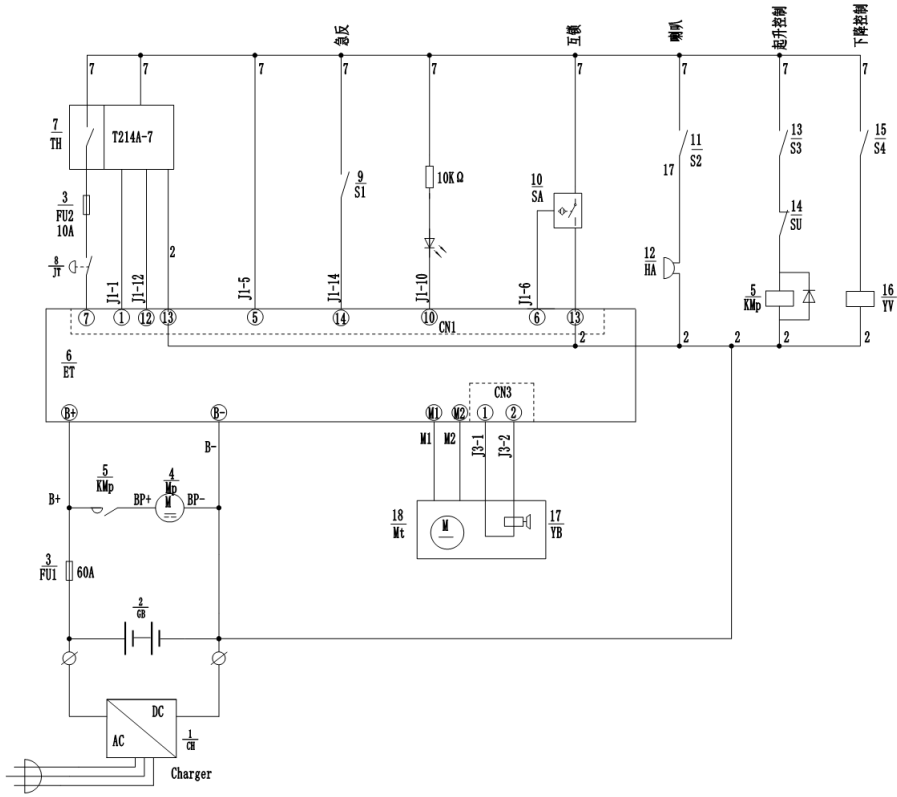 急反
互锁
喇叭
起升控制
下降控制
7
7
7
7
7
7
7
7
7
7
TH
T214A-7
3
FU2
10A
8
JT
2
J1-1
J1-12
J1-5
9
S1
J1-14
10KΩ
J1-10
10
SA
J1-6
11
S2
17
12
HA
13
S3
14
SU
5
KMp
15
S4
16
YV
7
1
12
13
5
14
10
6
13
CN1
2
2
2
2
2
6
ET
CN3
B+
B-
M1
M2
1
2
B-
M1
M2
J3-1
J3-2
5
KMp
4
Mp
B+
BP+
M
BP-
18
Mt
M
17
YB
3
FU1
60A
2
GB
DC
AC
1
CH
Charger